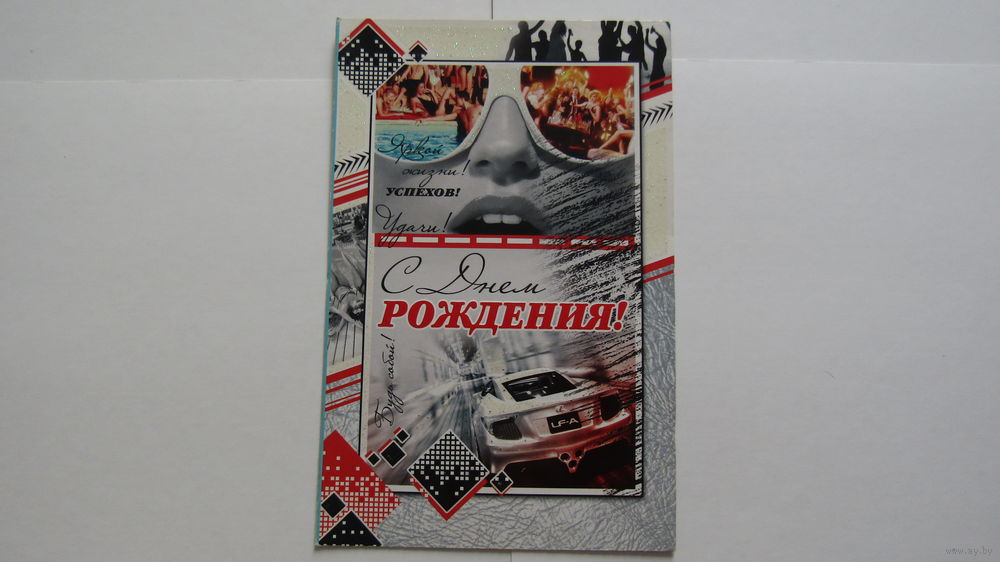 Яркой
жизни!
УСПЕХОВ!
Удачи!
С Днем
РОЖДЕНИЯ!
Будь собой!
LF-A
www.ay.by